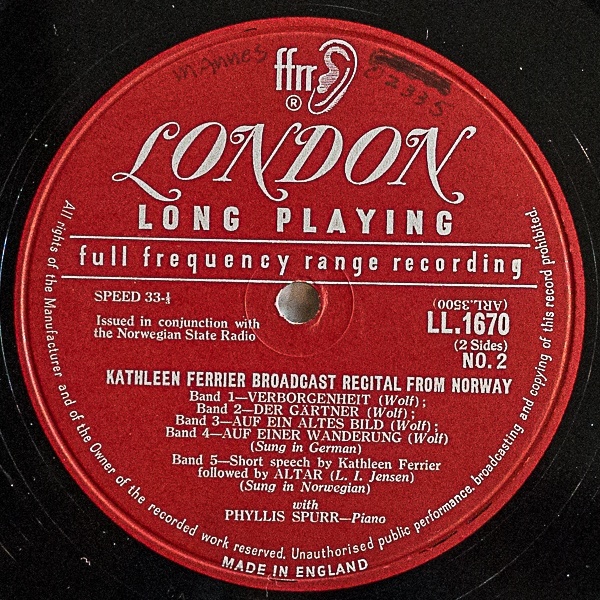 mannes
82335
ffrr
®
LONDON
LONG PLAYING
full frequency range recording
SPEED 33-⅓
(ARL.3500)
Issued in conjunction with
the Norwegian State Radio
LL.1670
(2 Sides)
NO. 2
KATHLEEN FERRIER BROADCAST RECITAL FROM NORWAY
Band 1—VERBORGENHEIT (Wolf);
Band 2—DER GÄRTNER (Wolf);
Band 3—AUF EIN ALTES BILD (Wolf);
Band 4—AUF EINER WANDERUNG (Wolf)
(Sung in German)
Band 5—Short speech by Kathleen Ferrier
followed by ALTAR (L. I. Jensen)
(Sung in Norwegian)
with
PHYLLIS SPURR—Piano
All rights of the Manufacturer and of the Owner of the recorded work reserved. Unauthorised public performance, broadcasting and copying of this record prohibited.
MADE IN ENGLAND